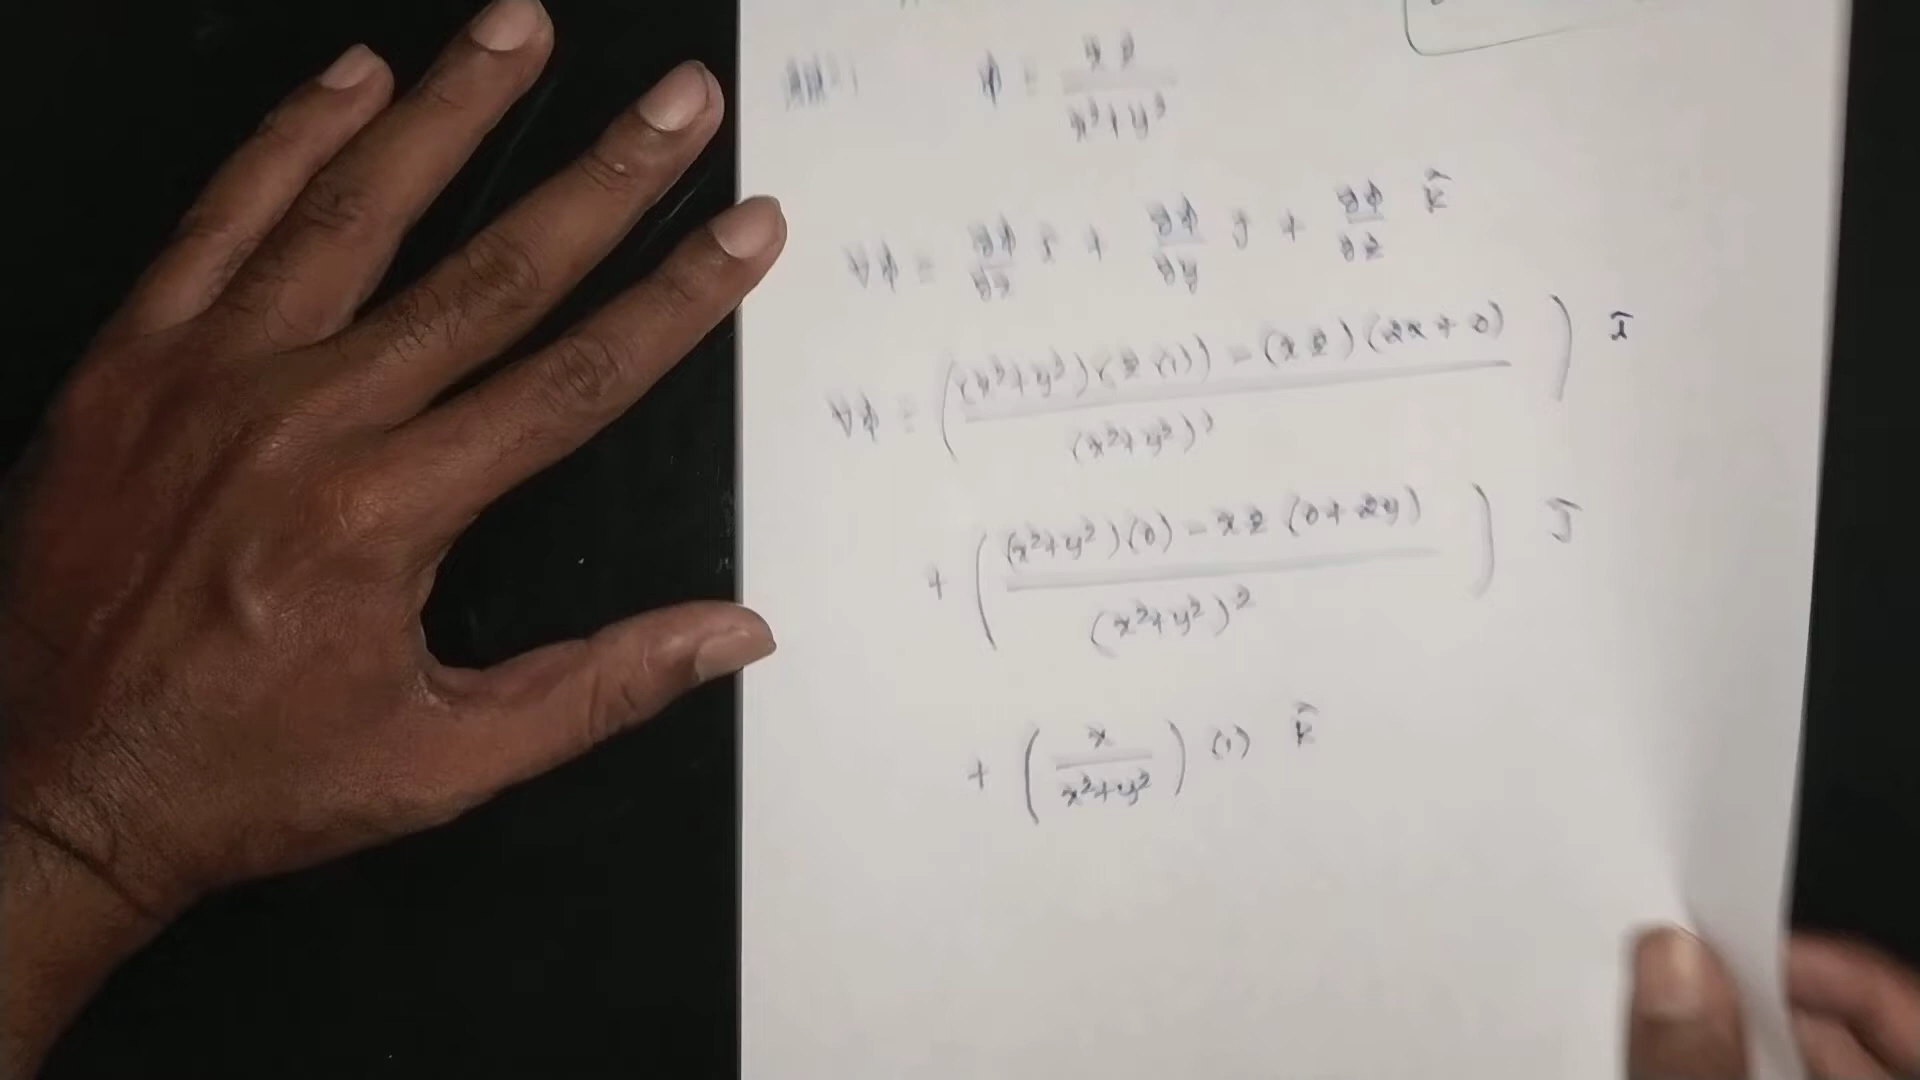 φ = xz / x²+y²
∇φ = ∂φ/∂x i + ∂φ/∂y j + ∂φ/∂z k̂
∇φ = ( (x²+y²)(z(1)) - (xz)(2x+0) / (x²+y²)² ) i
+ ( (x²+y²)(0) - xz(0+2y) / (x²+y²)² ) j
+ ( x / x²+y² ) (1) k̂